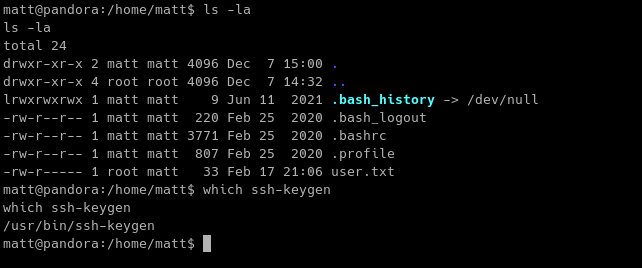 matt@pandora:/home/matt$ ls -la
ls -la
total 24
drwxr-xr-x 2 matt matt 4096 Dec  7 15:00 .
drwxr-xr-x 4 root root 4096 Dec  7 14:32 ..
lrwxrwxrwx 1 matt matt    9 Jun 11  2021 .bash_history -> /dev/null
-rw-r--r-- 1 matt matt  220 Feb 25  2020 .bash_logout
-rw-r--r-- 1 matt matt 3771 Feb 25  2020 .bashrc
-rw-r--r-- 1 matt matt  807 Feb 25  2020 .profile
-rw-r----- 1 root matt   33 Feb 17 21:06 user.txt
matt@pandora:/home/matt$ which ssh-keygen
which ssh-keygen
/usr/bin/ssh-keygen
matt@pandora:/home/matt$